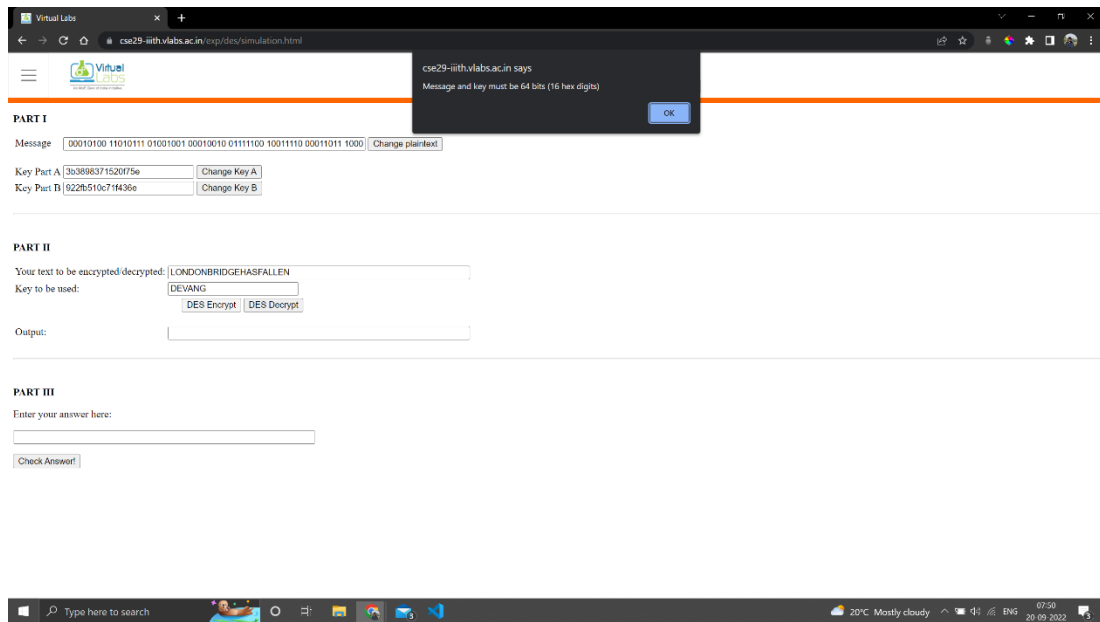 Virtual Labs
cse29-iiith.vlabs.ac.in/exp/des/simulation.html
Virtual
Labs
cse29-iiith.vlabs.ac.in says
Message and key must be 64 bits (16 hex digits)
OK
PART I
Message 00010100 11010111 01001001 00010010 01111100 10011110 00011011 1000 Change plaintext
Key Part A 3b3898371520f75e Change Key A
Key Part B 922fb510c71f436e Change Key B
PART II
Your text to be encrypted/decrypted: LONDONBRIDGEHASFALLEN
Key to be used: DEVANG
DES Encrypt DES Decrypt
Output:
PART III
Enter your answer here:
Check Answer!
Type here to search
3
20°C Mostly cloudy ENG 07:50
20-09-2022
3